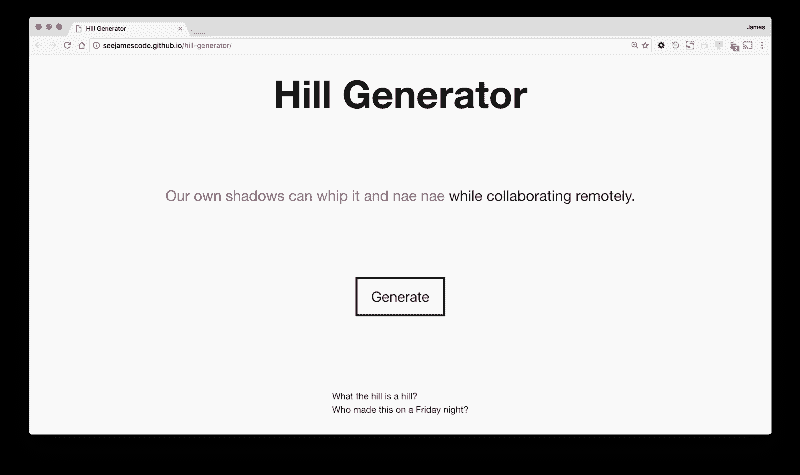 Hill Generator
James
seejamescode.github.io/hill-generator/
Hill Generator
Our own shadows can whip it and nae nae while collaborating remotely.
Generate
What the hill is a hill?
Who made this on a Friday night?